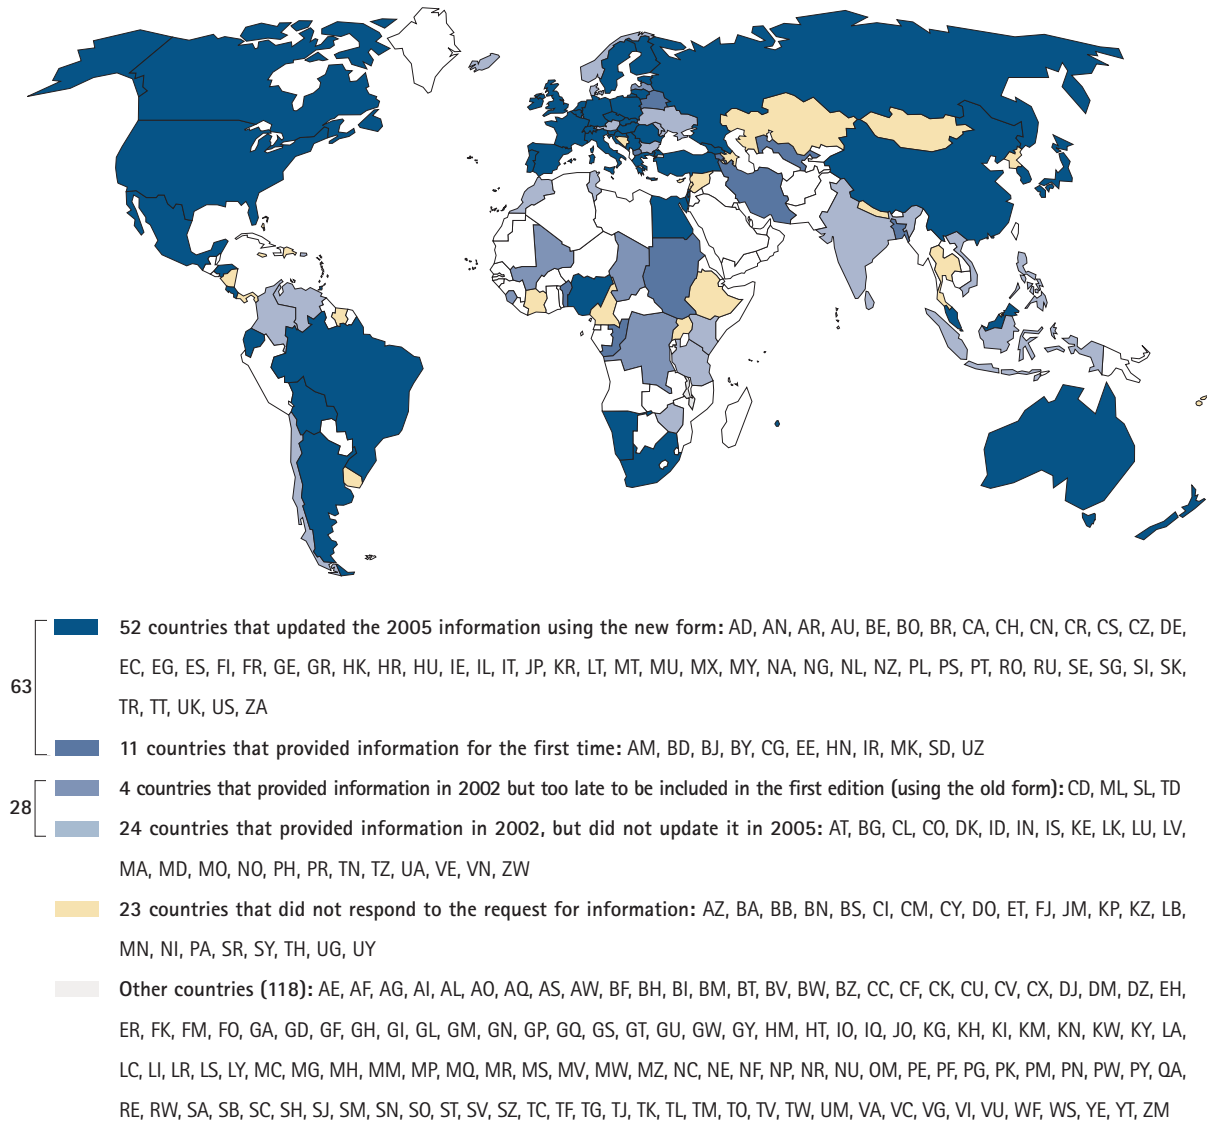 52 countries that updated the 2005 information using the new form: AD, AN, AR, AU, BE, BO, BR, CA, CH, CN, CR, CS, CZ, DE,
EC, EG, ES, FI, FR, GE, GR, HK, HR, HU, IE, IL, IT, JP, KR, LT, MT, MU, MX, MY, NA, NG, NL, NZ, PL, PS, PT, RO, RU, SE, SG, SI, SK,
63
TR, TT, UK, US, ZA
11 countries that provided information for the first time: AM, BD, BJ, BY, CG, EE, HN, IR, MK, SD, UZ
4 countries that provided information in 2002 but too late to be included in the first edition (using the old form): CD, ML, SL, TD
28
24 countries that provided information in 2002, but did not update it in 2005: AT, BG, CL, CO, DK, ID, IN, IS, KE, LK, LU, LV,
MA, MD, MO, NO, PH, PR, TN, TZ, UA, VE, VN, ZW
23 countries that did not respond to the request for information: AZ, BA, BB, BN, BS, CI, CM, CY, DO, ET, FJ, JM, KP, KZ, LB,
MN, NI, PA, SR, SY, TH, UG, UY
Other countries (118): AE, AF, AG, AI, AL, AO, AQ, AS, AW, BF, BH, BI, BM, BT, BV, BW, BZ, CC, CF, CK, CU, CV, CX, DJ, DM, DZ, EH,
ER, FK, FM, FO, GA, GD, GF, GH, GI, GL, GM, GN, GP, GQ, GS, GT, GU, GW, GY, HM, HT, IO, IQ, JO, KG, KH, KI, KM, KN, KW, KY, LA,
LC, LI, LR, LS, LY, MC, MG, MH, MM, MP, MQ, MR, MS, MV, MW, MZ, NC, NE, NF, NP, NR, NU, OM, PE, PF, PG, PK, PM, PN, PW, PY, QA,
RE, RW, SA, SB, SC, SH, SJ, SM, SN, SO, ST, SV, SZ, TC, TF, TG, TJ, TK, TL, TM, TO, TV, TW, UM, VA, VC, VG, VI, VU, WF, WS, YE, YT, ZM